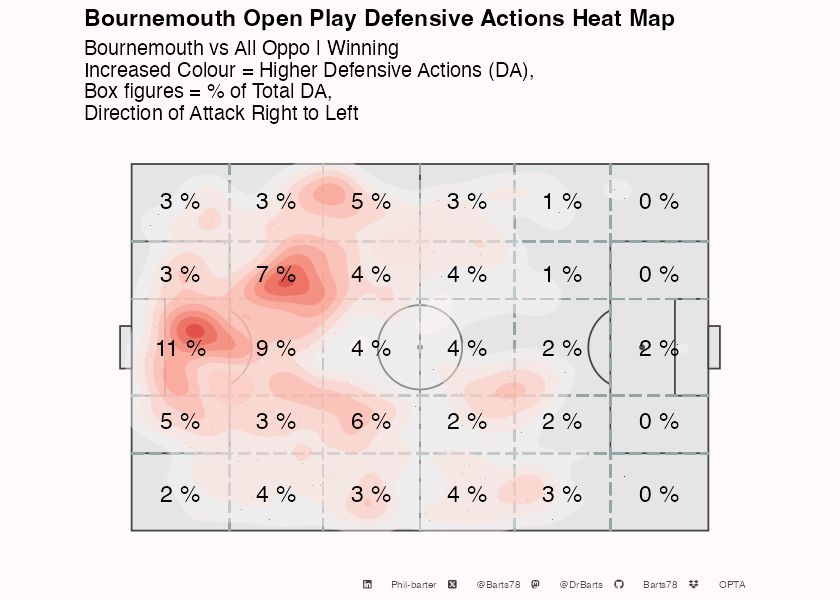 Bournemouth Open Play Defensive Actions Heat Map
Bournemouth vs All Oppo | Winning
Increased Colour = Higher Defensive Actions (DA),
Box figures = % of Total DA,
Direction of Attack Right to Left
3 % 3 % 5 % 3 % 1 % 0 %
3 % 7 % 4 % 4 % 1 % 0 %
11 % 9 % 4 % 4 % 2 % 2 %
5 % 3 % 6 % 2 % 2 % 0 %
2 % 4 % 3 % 4 % 3 % 0 %
Phil-barter @Barts78 @DrBarts Barts78 OPTA